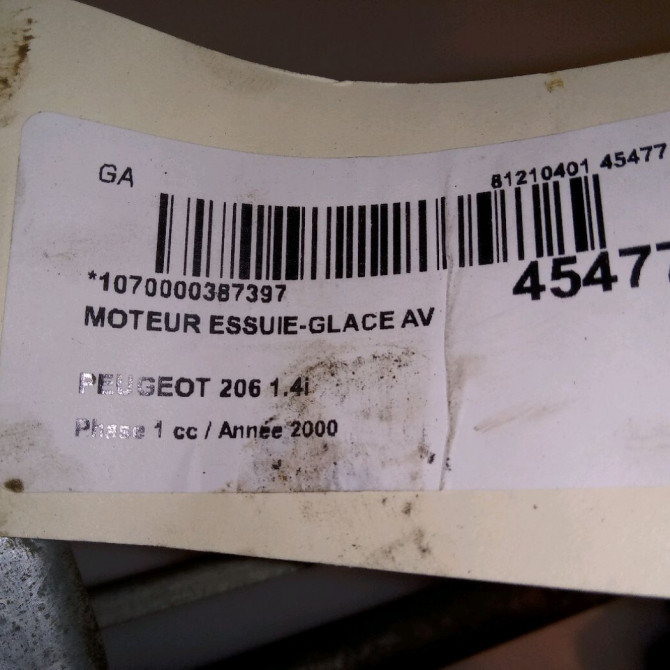 GA
81210401 45477
*1070000387397
45477
MOTEUR ESSUIE-GLACE AV
PEUGEOT 206 1.4i
Phase 1 cc / Année 2000